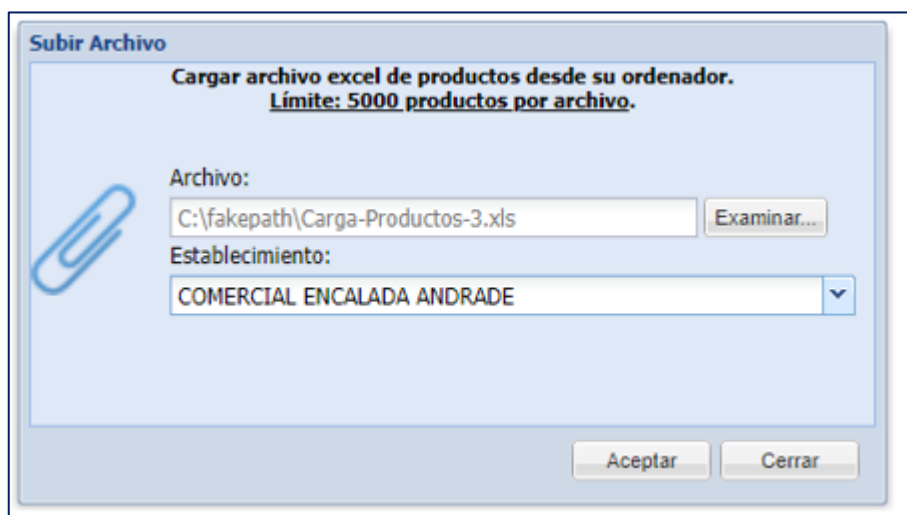 Subir Archivo
Cargar archivo excel de productos desde su ordenador.
Límite: 5000 productos por archivo.
Archivo:
C:\fakepath\Carga-Productos-3.xls Examinar...
Establecimiento:
COMERCIAL ENCALADA ANDRADE
Aceptar Cerrar